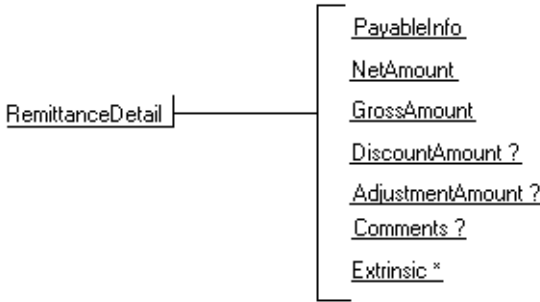 PayableInfo
NetAmount
RemittanceDetail
GrossAmount
DiscountAmount ?
AdjustmentAmount ?
Comments ?
Extrinsic *